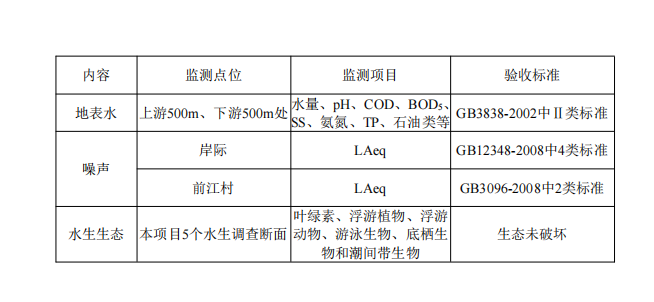 内容 监测点位 监测项目 验收标准
地表水 上游500m、下游500m处 水量、pH、COD、BOD₅、
SS、氨氮、TP、石油类等 GB3838-2002中Ⅱ类标准
噪声 岸际 LAeq GB12348-2008中4类标准
前江村 LAeq GB3096-2008中2类标准
水生生态 本项目5个水生调查断面 叶绿素、浮游植物、浮游
动物、游泳生物、底栖生
物和潮间带生物 生态未破坏